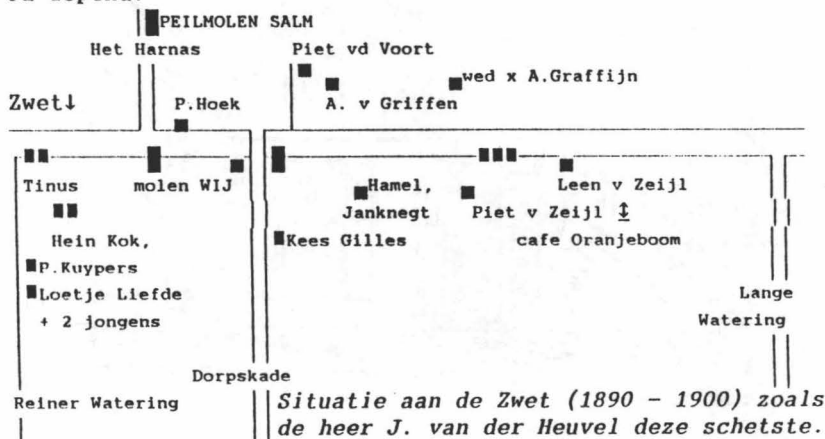 PEILMOLEN SALM
Het Harnas Piet vd Voort
wed x A.Graffijn
Zwet↓ P.Hoek A. v Griffen
Tinus molen WIJ Hamel, Leen v Zeijl
Janknegt Piet v Zeijl ↕
Hein Kok, Kees Gilles cafe Oranjeboom
P.Kuypers
Loetje Liefde Lange
+ 2 jongens Watering
Dorpskade
Reiner Watering Situatie aan de Zwet (1890 - 1900) zoals
de heer J. van der Heuvel deze schetste.